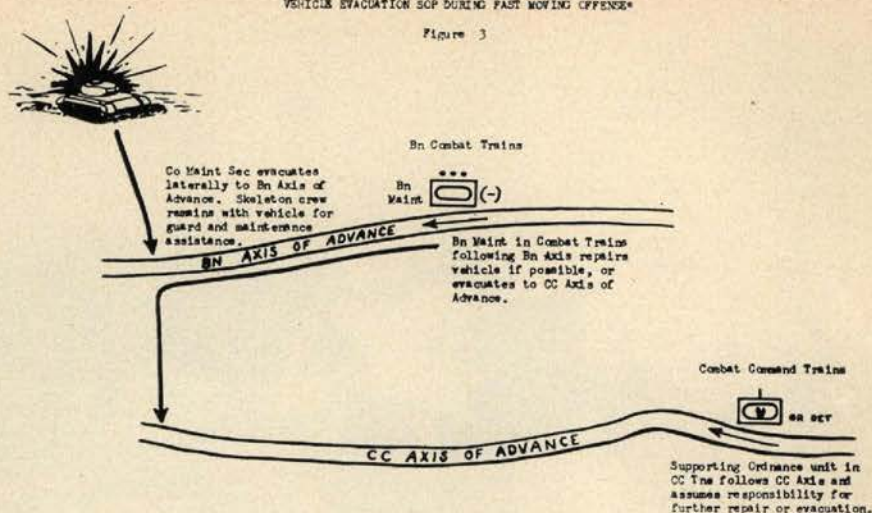 VEHICLE EVACUATION SOP DURING FAST MOVING OFFENSE*
Figure 3
Bn Combat Trains
Co Maint Sec evacuates
laterally to Bn Axis of
Advance. Skeleton crew
remains with vehicle for
guard and maintenance
assistance.
Bn
Maint
(-)
BN AXIS OF ADVANCE
Bn Maint in Combat Trains
following Bn Axis repairs
vehicle if possible, or
evacuates to CC Axis of
Advance.
Combat Command Trains
OR DET
CC AXIS OF ADVANCE
Supporting Ordnance unit in
CC Tns follows CC Axis and
assumes responsibility for
further repair or evacuation.